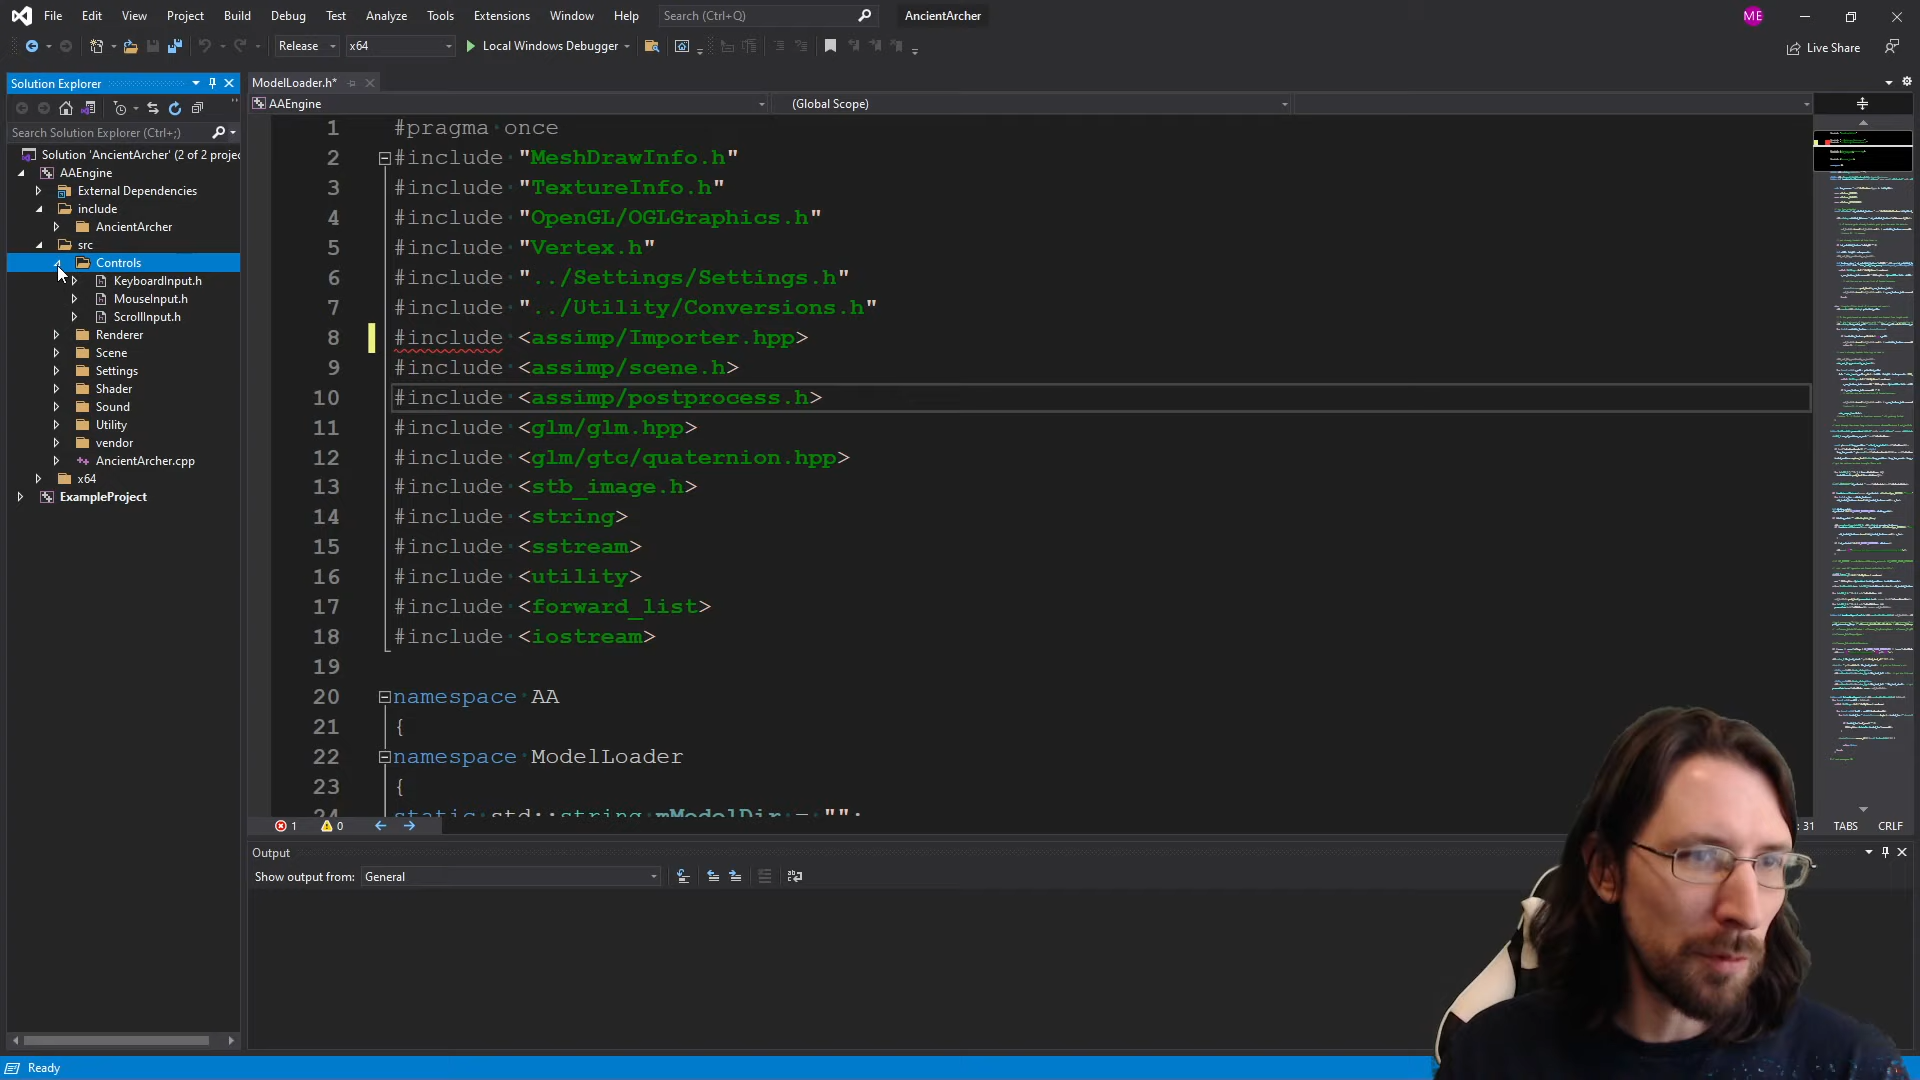 File Edit View Project Build Debug Test Analyze Tools Extensions Window Help Search (Ctrl+Q) AncientArcher ME
Release x64 Local Windows Debugger Live Share
Solution Explorer
Search Solution Explorer (Ctrl+;)
Solution 'AncientArcher' (2 of 2 projec
AAEngine
External Dependencies
include
AncientArcher
src
Controls
KeyboardInput.h
MouseInput.h
ScrollInput.h
Renderer
Scene
Settings
Shader
Sound
Utility
vendor
AncientArcher.cpp
x64
ExampleProject
ModelLoader.h*
AAEngine (Global Scope)
1 #pragma once
2 #include "MeshDrawInfo.h"
3 #include "TextureInfo.h"
4 #include "OpenGL/OGLGraphics.h"
5 #include "Vertex.h"
6 #include "../Settings/Settings.h"
7 #include "../Utility/Conversions.h"
8 #include <assimp/Importer.hpp>
9 #include <assimp/scene.h>
10 #include <assimp/postprocess.h>
11 #include <glm/glm.hpp>
12 #include <glm/gtc/quaternion.hpp>
13 #include <stb_image.h>
14 #include <string>
15 #include <sstream>
16 #include <utility>
17 #include <forward_list>
18 #include <iostream>
19
20 namespace AA
21 {
22 namespace ModelLoader
23 {
24 static std::string mModelDir = "";
1 0 : 31 TABS CRLF
Output
Show output from: General
Ready